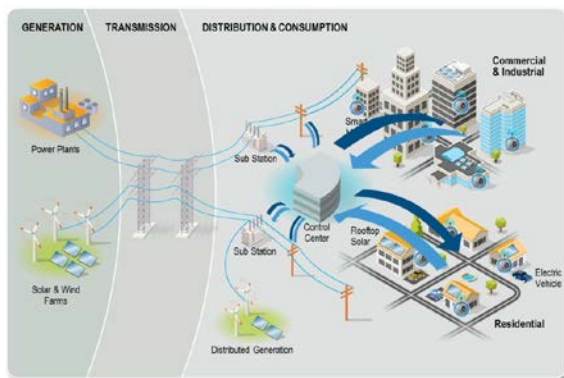 GENERATION
TRANSMISSION
DISTRIBUTION & CONSUMPTION
Commercial
& Industrial
Power Plants
Sub Station
Control
Center
Rooftop
Solar
Sub Station
Solar & Wind
Farms
Electric
Vehicle
Distributed Generation
Residential